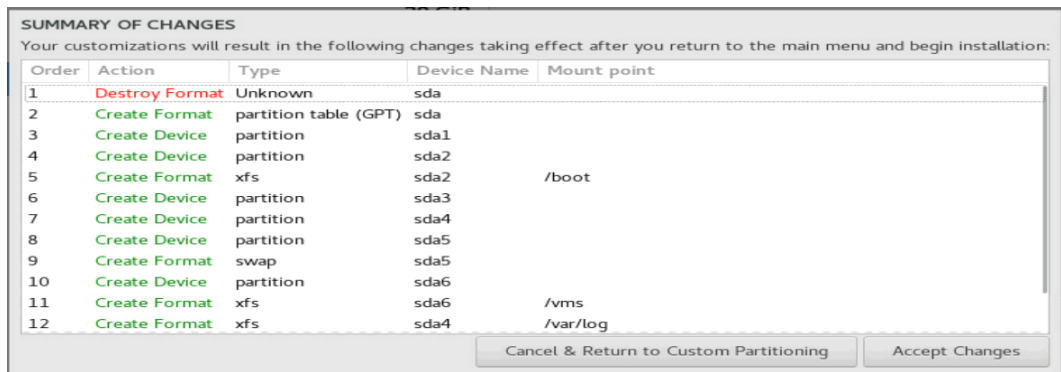 SUMMARY OF CHANGES
Your customizations will result in the following changes taking effect after you return to the main menu and begin installation:
Order Action Type Device Name Mount point
1 Destroy Format Unknown sda
2 Create Format partition table (GPT) sda
3 Create Device partition sda1
4 Create Device partition sda2
5 Create Format xfs sda2 /boot
6 Create Device partition sda3
7 Create Device partition sda4
8 Create Device partition sda5
9 Create Format swap sda5
10 Create Device partition sda6
11 Create Format xfs sda6 /vms
12 Create Format xfs sda4 /var/log
Cancel & Return to Custom Partitioning Accept Changes